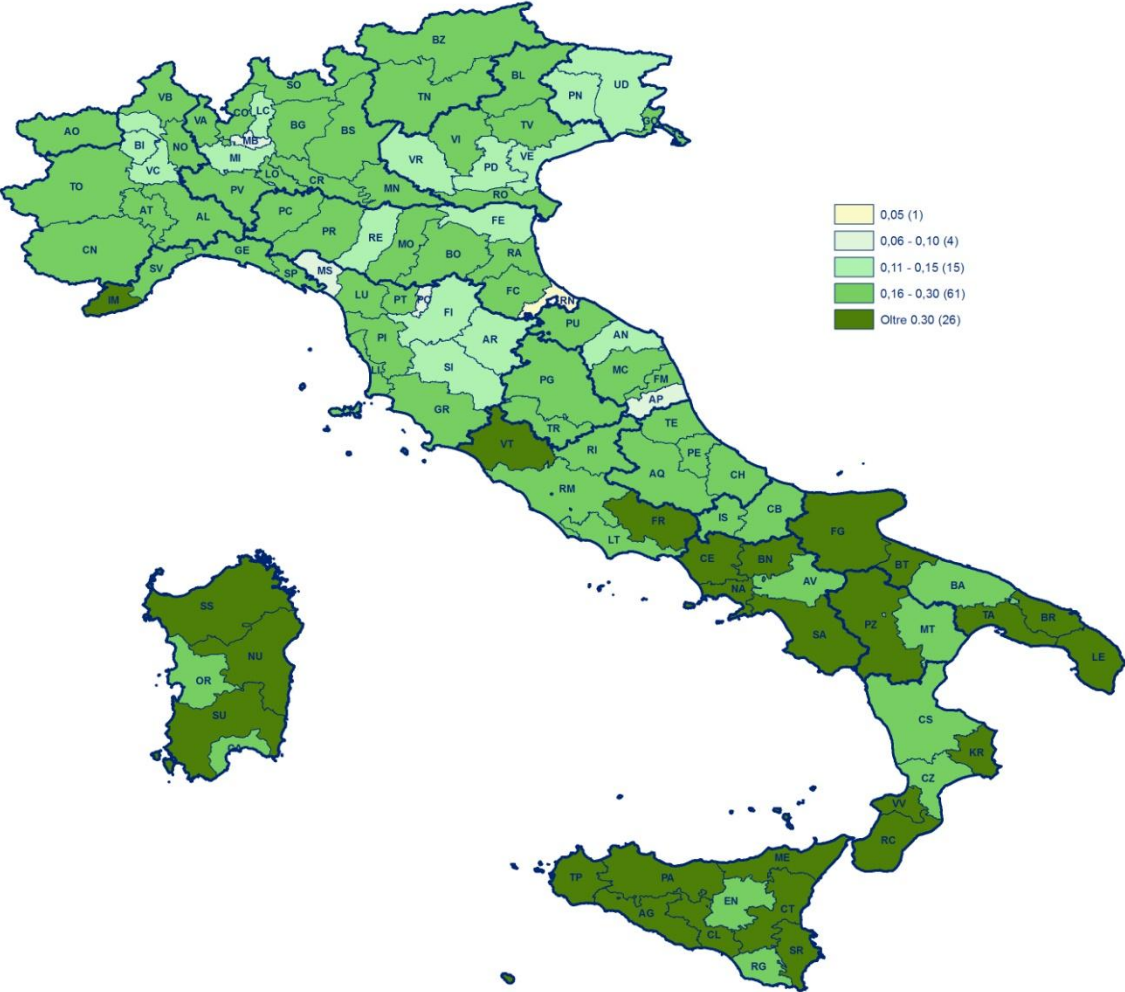 BZ
SO
BL
UD
VB
TN
PN
CO
LC
VA
BG
TV
GO
AO
BS
MB
VI
BI
NO
VR
VE
MI
PD
VC
LO
TO
CR
MN
RO
PV
AT
PC
AL
0,05 (1)
FE
PR
RE
0,06 - 0,10 (4)
MO
CN
GE
BO
RA
SV
0,11 - 0,15 (15)
MS
SP
FC
0,16 - 0,30 (61)
LU
PT
IM
RN
FI
Oltre 0.30 (26)
PU
PI
AR
AN
SI
MC
PG
FM
AP
GR
TE
TR
VT
RI
PE
AQ
CH
RM
CB
IS
FR
FG
LT
CE
BN
BT
AV
BA
NA
SS
TA
BR
PZ
MT
SA
NU
LE
OR
SU
CS
KR
CZ
VV
RC
ME
TP
PA
EN
CT
AG
CL
SR
RG